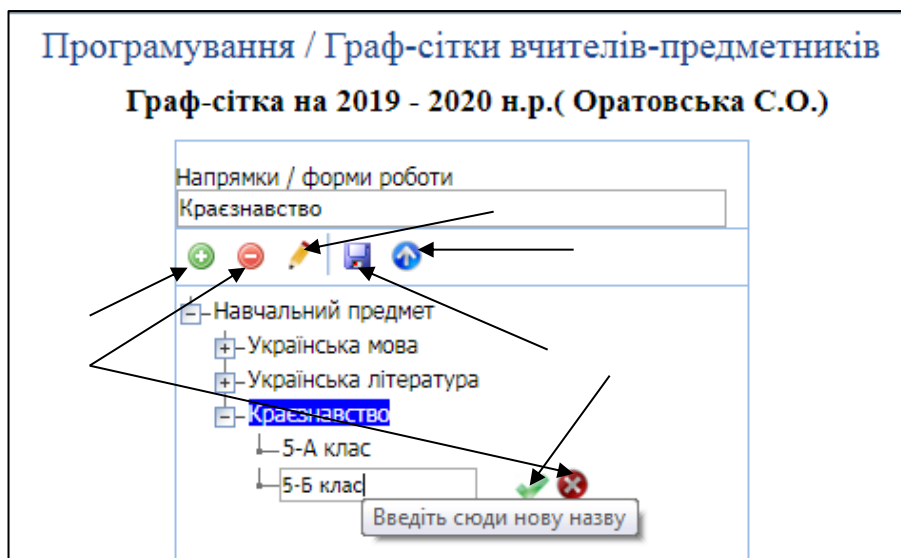 Програмування / Граф-сітки вчителів-предметників
Граф-сітка на 2019 - 2020 н.р.( Оратовська С.О.)
Напрямки / форми роботи
Краєзнавство
Навчальний предмет
Українська мова
Українська література
Краєзнавство
5-А клас
5-Б клас
Введіть сюди нову назву